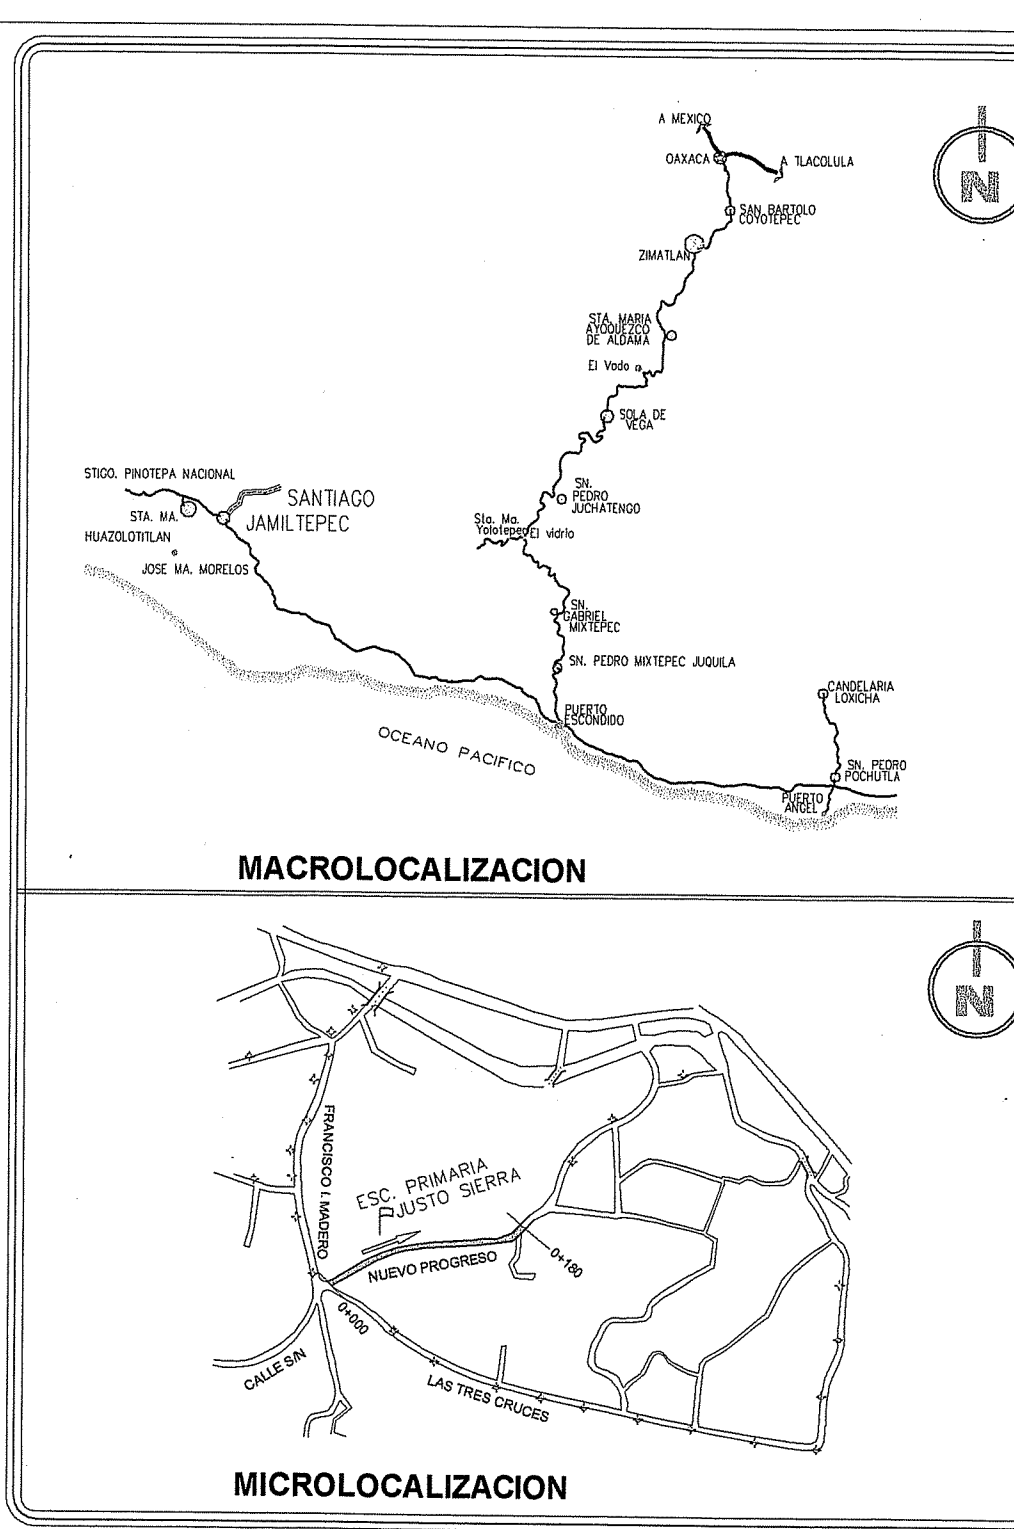 A MEXICO
OAXACA
A TLACOLULA
N
SAN BARTOLO
COYOTEPEC
ZIMATLAN
STA. MARIA
AYOQUEZCO
DE ALDAMA
El Vado
SOLA DE
VEGA
STIGO. PINOTEPA NACIONAL
SANTIAGO
JAMILTEPEC
STA. MA.
HUAZOLOTITLAN
JOSE MA. MORELOS
SN.
PEDRO
JUCHATENGO
Sta. Ma.
Yolotepec
El vidrio
SN.
GABRIEL
MIXTEPEC
SN. PEDRO MIXTEPEC JUQUILA
CANDELARIA
LOXICHA
PUERTO
ESCONDIDO
OCEANO PACIFICO
SN. PEDRO
POCHUTLA
PUERTO
ANGEL
MACROLOCALIZACION
N
FRANCISCO I. MADERO
ESC. PRIMARIA
JUSTO SIERRA
NUEVO PROGRESO
0+180
0+000
CALLE S/N
LAS TRES CRUCES
MICROLOCALIZACION